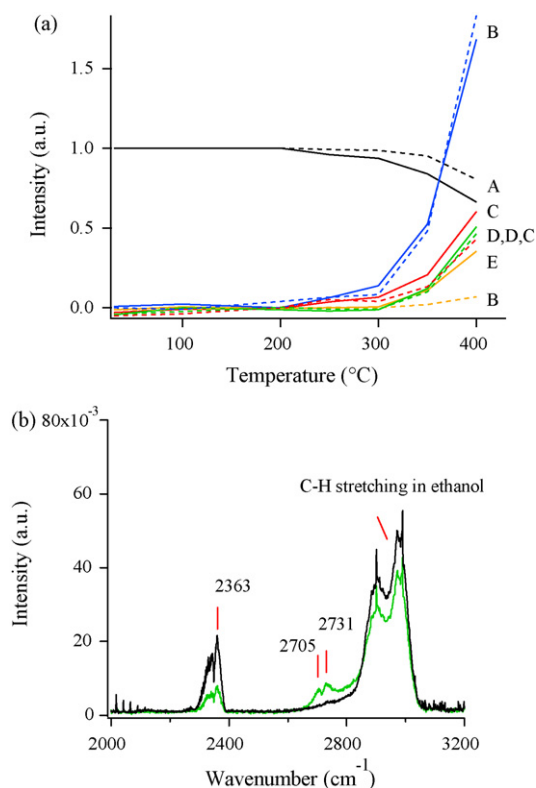 (a)
B
1.5
1.0
0.5
0.0
Intensity (a.u.)
A
C
D,D,C
E
B
100
200
300
400
Temperature (°C)
(b)
80x10-3
60
40
20
0
Intensity (a.u.)
C-H stretching in ethanol
2363
2705
2731
2000
2400
2800
3200
Wavenumber (cm-1)